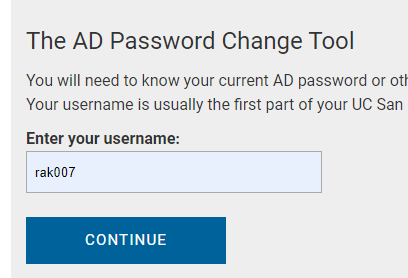 The AD Password Change Tool
You will need to know your current AD password or
Your username is usually the first part of your UC San
Enter your username:
rak007
CONTINUE